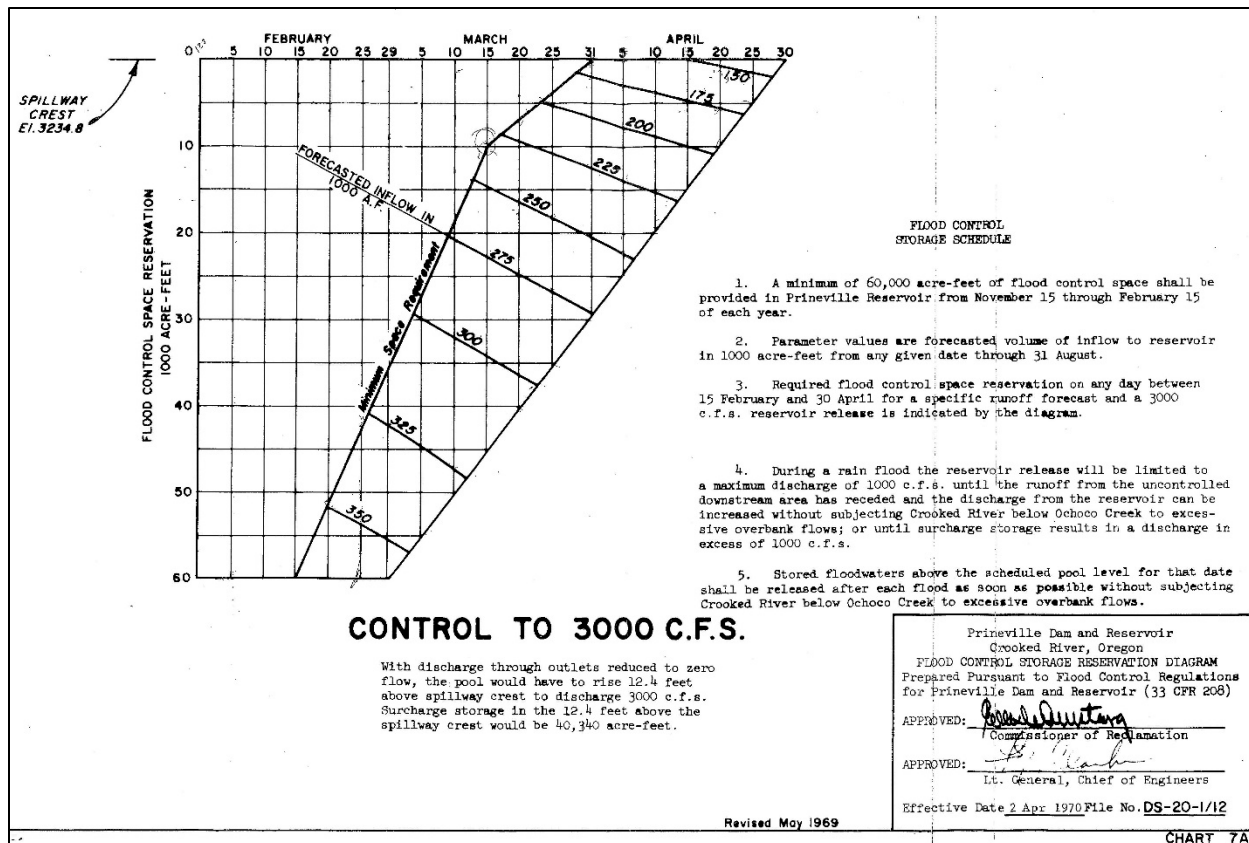 FEBRUARY MARCH APRIL
0 5 10 15 20 25 29 5 10 15 20 25 31 5 10 15 20 25 30
SPILLWAY
CREST
El. 3234.8
10
20
30
40
50
60
FLOOD CONTROL SPACE RESERVATION
1000 ACRE-FEET
FORECASTED INFLOW IN
1000 A.F.
Minimum Space Requirement
150
175
200
225
250
275
300
325
350
CONTROL TO 3000 C.F.S.
With discharge through outlets reduced to zero
flow, the pool would have to rise 12.4 feet
above spillway crest to discharge 3000 c.f.s.
Surcharge storage in the 12.4 feet above the
spillway crest would be 40,340 acre-feet.
FLOOD CONTROL
STORAGE SCHEDULE
1. A minimum of 60,000 acre-feet of flood control space shall be
provided in Prineville Reservoir from November 15 through February 15
of each year.
2. Parameter values are forecasted volume of inflow to reservoir
in 1000 acre-feet from any given date through 31 August.
3. Required flood control space reservation on any day between
15 February and 30 April for a specific runoff forecast and a 3000
c.f.s. reservoir release is indicated by the diagram.
4. During a rain flood the reservoir release will be limited to
a maximum discharge of 1000 c.f.s. until the runoff from the uncontrolled
downstream area has receded and the discharge from the reservoir can be
increased without subjecting Crooked River below Ochoco Creek to exces-
sive overbank flows; or until surcharge storage results in a discharge in
excess of 1000 c.f.s.
5. Stored floodwaters above the scheduled pool level for that date
shall be released after each flood as soon as possible without subjecting
Crooked River below Ochoco Creek to excessive overbank flows.
Prineville Dam and Reservoir
Crooked River, Oregon
FLOOD CONTROL STORAGE RESERVATION DIAGRAM
Prepared Pursuant to Flood Control Regulations
for Prineville Dam and Reservoir (33 CFR 208)
APPROVED:
Commissioner of Reclamation
APPROVED:
Lt. General, Chief of Engineers
Effective Date 2 Apr 1970 File No. DS-20-1/12
Revised May 1969
CHART 7A